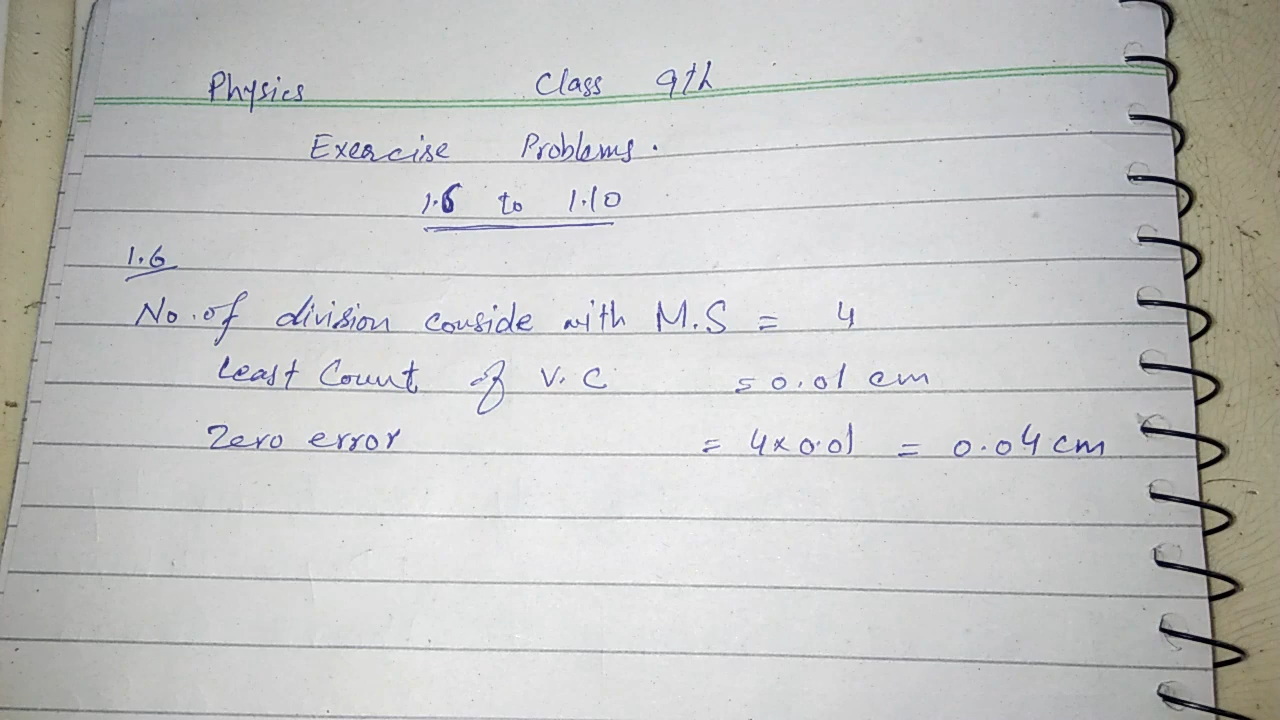 Physics Class 9th
Exercise Problems.
1.6 to 1.10
1.6
No. of division conside with M.S = 4
Least Count of V.C = 0.01 cm
Zero error = 4x0.01 = 0.04 cm